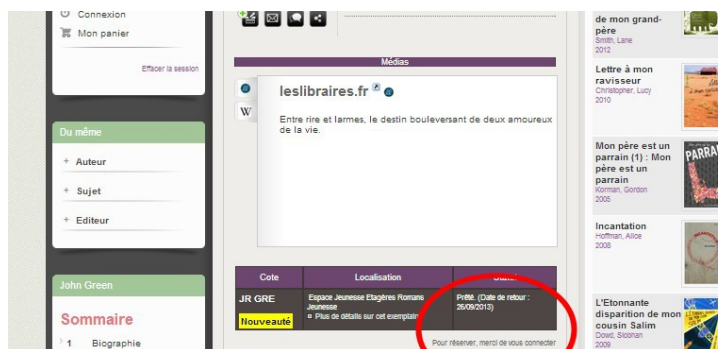 Connexion
Mon panier
Effacer la session
Du même
+ Auteur
+ Sujet
+ Editeur
John Green
Sommaire
1 Biographie
Médias
W
leslibraires.fr
Entre rire et larmes, le destin bouleversant de deux amoureux
de la vie.
Cote
Localisation
JR GRE
Nouveauté
Espace Jeunesse Etagères Romans
Jeunesse
Plus de détails sur cet exemplaire
Prêté. (Date de retour :
26/09/2013)
Pour réserver, merci de vous connecter
de mon grand-
père
Smith, Lane
2012
Lettre à mon
ravisseur
Christopher, Lucy
2010
Mon père est un
parrain (1) : Mon
père est un
parrain
Korman, Gordon
2005
PARRAIN
Incantation
Hoffman, Alice
2008
L'Etonnante
disparition de mon
cousin Salim
Dowd, Siobhan
2009